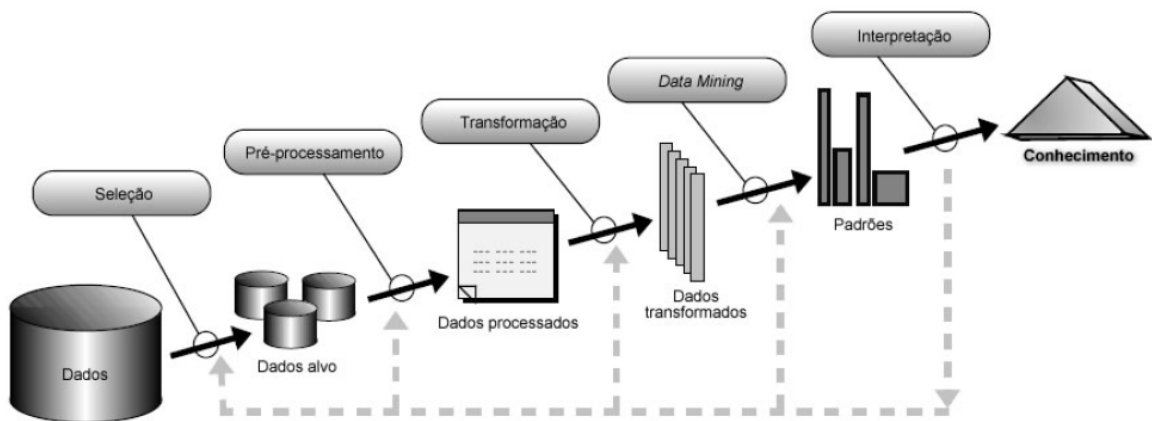 Interpretação
Data Mining
Transformação
Pré-processamento
Seleção
Conhecimento
Padrões
Dados
transformados
Dados processados
Dados alvo
Dados